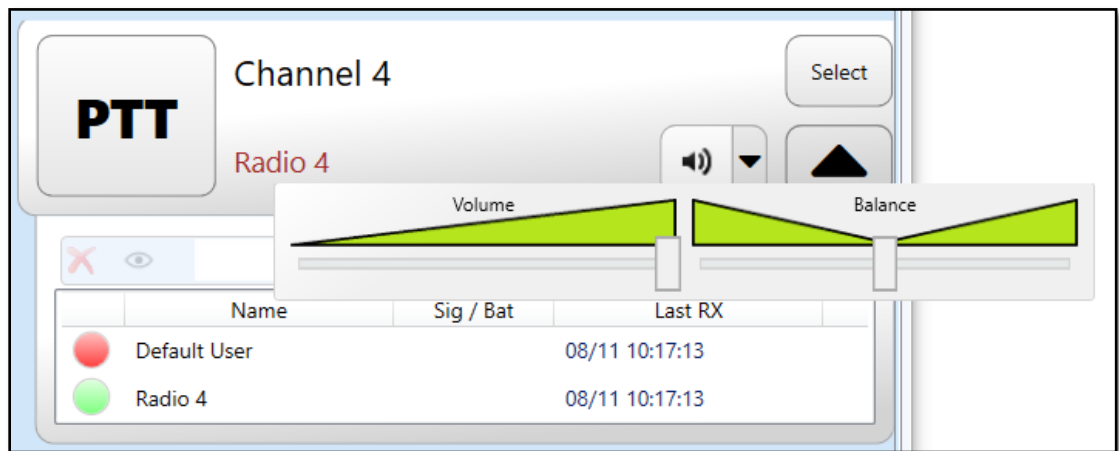 PTT
Channel 4
Select
Radio 4
Volume
Balance
Name Sig / Bat Last RX
Default User 08/11 10:17:13
Radio 4 08/11 10:17:13